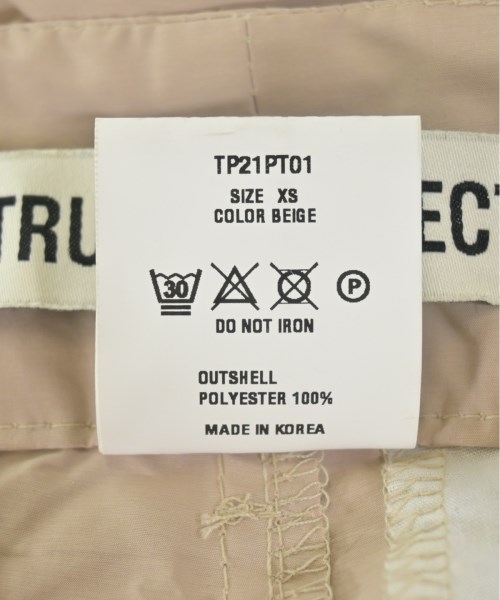 TP21PT01
SIZE XS
COLOR BEIGE
TRU
ECT
30
P
DO NOT IRON
OUTSHELL
POLYESTER 100%
MADE IN KOREA